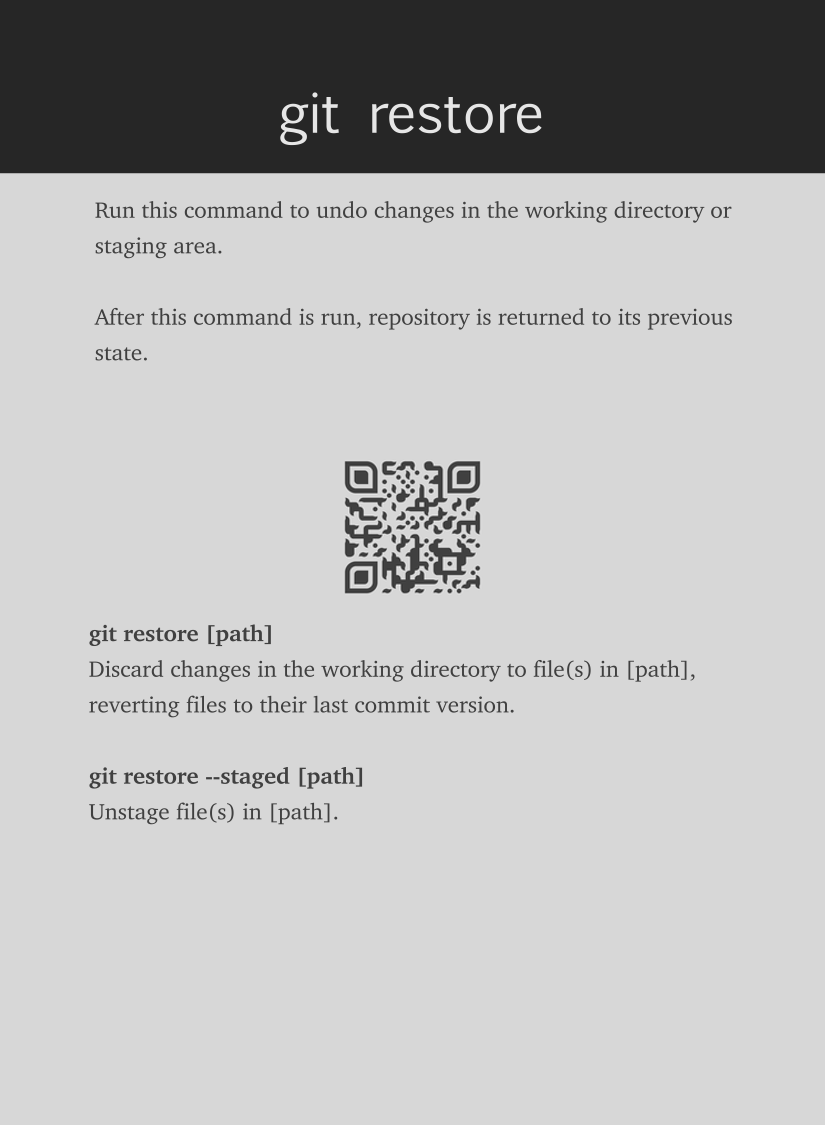 git restore
Run this command to undo changes in the working directory or
staging area.
After this command is run, repository is returned to its previous
state.
git restore [path]
Discard changes in the working directory to file(s) in [path],
reverting files to their last commit version.
git restore --staged [path]
Unstage file(s) in [path].